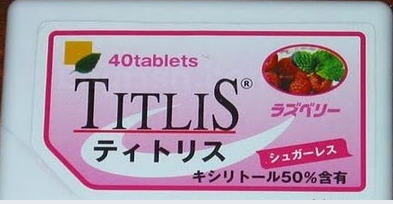 40tablets
TITLIS®
ラズベリー
ティトリス
シュガーレス
キシリトール50%含有